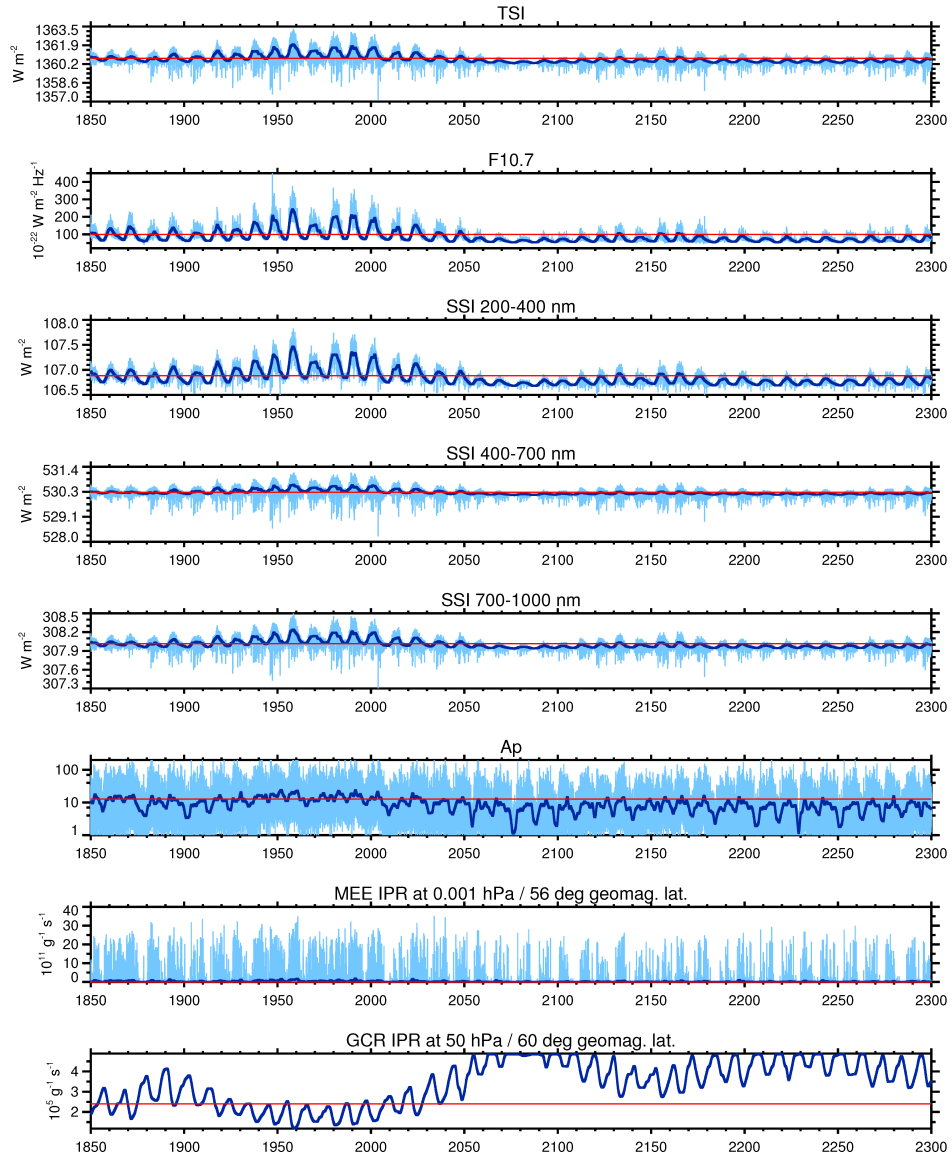 TSI
W m-2
1363.5
1361.9
1360.2
1358.6
1357.0
1850 1900 1950 2000 2050 2100 2150 2200 2250 2300
F10.7
10-22 W m-2 Hz-1
400
300
200
100
1850 1900 1950 2000 2050 2100 2150 2200 2250 2300
SSI 200-400 nm
W m-2
108.0
107.5
107.0
106.5
1850 1900 1950 2000 2050 2100 2150 2200 2250 2300
SSI 400-700 nm
W m-2
531.4
530.3
529.1
528.0
1850 1900 1950 2000 2050 2100 2150 2200 2250 2300
SSI 700-1000 nm
W m-2
308.5
308.2
307.9
307.6
307.3
1850 1900 1950 2000 2050 2100 2150 2200 2250 2300
Ap
100
10
1
1850 1900 1950 2000 2050 2100 2150 2200 2250 2300
MEE IPR at 0.001 hPa / 56 deg geomag. lat.
1011 g-1 s-1
40
30
20
10
0
1850 1900 1950 2000 2050 2100 2150 2200 2250 2300
GCR IPR at 50 hPa / 60 deg geomag. lat.
105 g-1 s-1
4
3
2
1850 1900 1950 2000 2050 2100 2150 2200 2250 2300